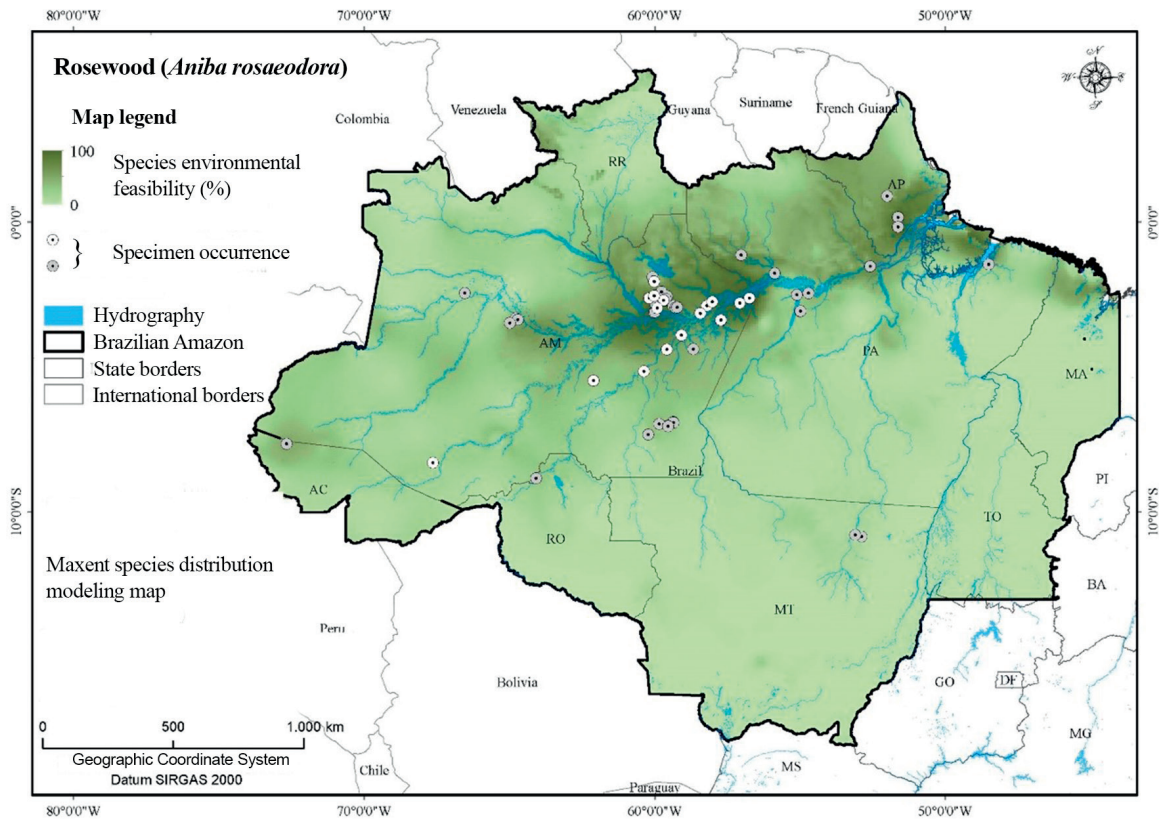 80°0'0"W 70°0'0"W 60°0'0"W 50°0'0"W
Rosewood (Aniba rosaeodora)
Map legend
100
0
Species environmental
feasibility (%)
}
Specimen occurrence
Hydrography
Brazilian Amazon
State borders
International borders
Maxent species distribution
modeling map
0 500 1.000 km
Geographic Coordinate System
Datum SIRGAS 2000
N
W E
S
Colombia
Venezuela
Guyana
Suriname
French Guiana
RR
AP
AM
PA
MA
Brazil
AC
RO
TO
PI
MT
BA
Peru
Bolivia
GO
DF
MG
Chile
MS
Paraguay
0°0'0"
0°0'0"
10°0'0"S
10°0'0"S
80°0'0"W 70°0'0"W 60°0'0"W 50°0'0"W